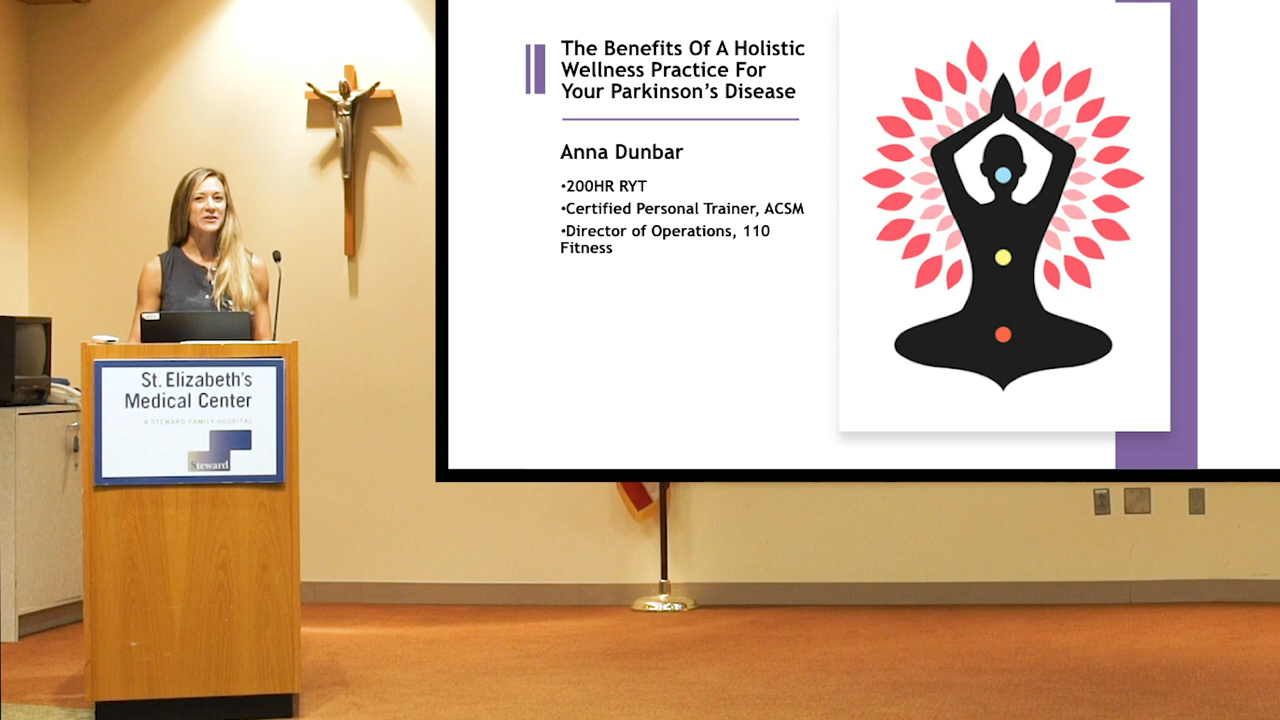 The Benefits Of A Holistic
Wellness Practice For
Your Parkinson's Disease
Anna Dunbar
•200HR RYT
•Certified Personal Trainer, ACSM
•Director of Operations, 110
Fitness
St. Elizabeth's
Medical Center
A STEWARD FAMILY HOSPITAL
Steward